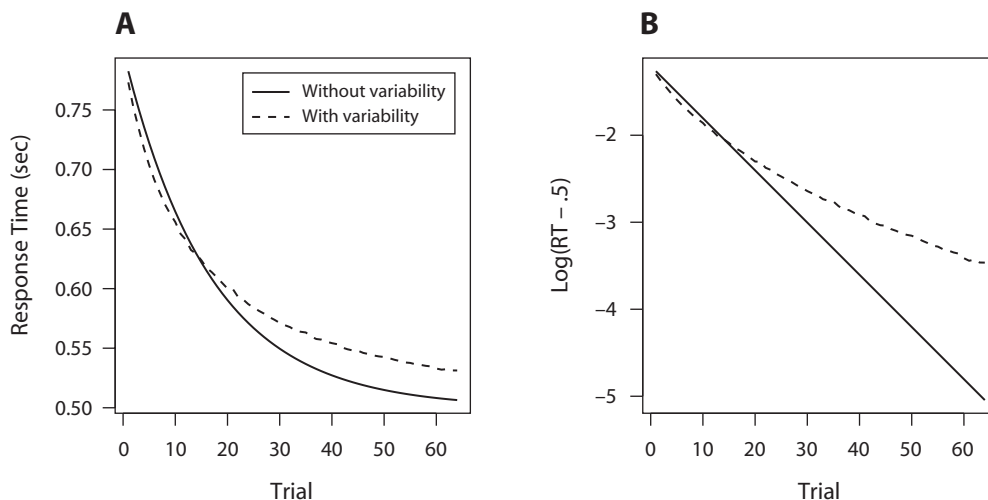 A
Response Time (sec)
0.75
0.70
0.65
0.60
0.55
0.50
Without variability
With variability
0 10 20 30 40 50 60
Trial
B
Log(RT – .5)
–2
–3
–4
–5
0 10 20 30 40 50 60
Trial